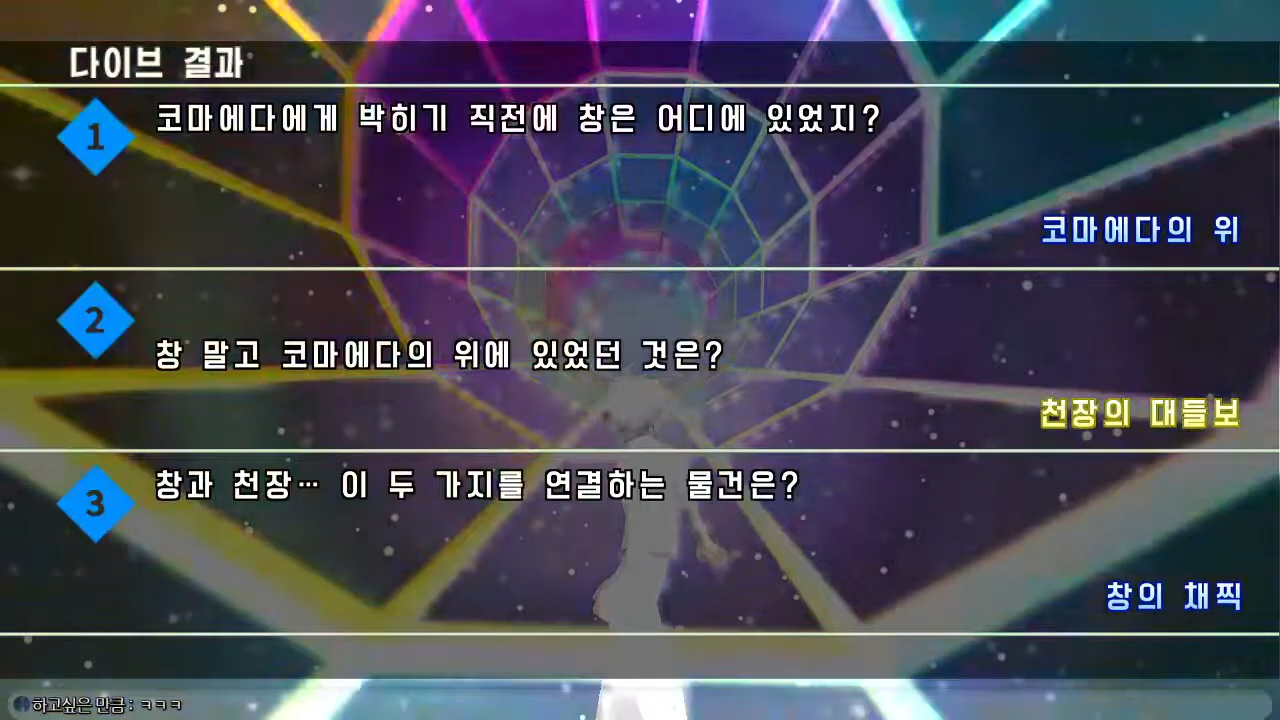 다이브 결과
1
코마에다에게 박히기 직전에 창은 어디에 있었지?
코마에다의 위
2
창 말고 코마에다의 위에 있었던 것은?
천장의 대들보
3
창과 천장… 이 두 가지를 연결하는 물건은?
창의 채찍
하고싶은만큼 : ㅋㅋㅋ